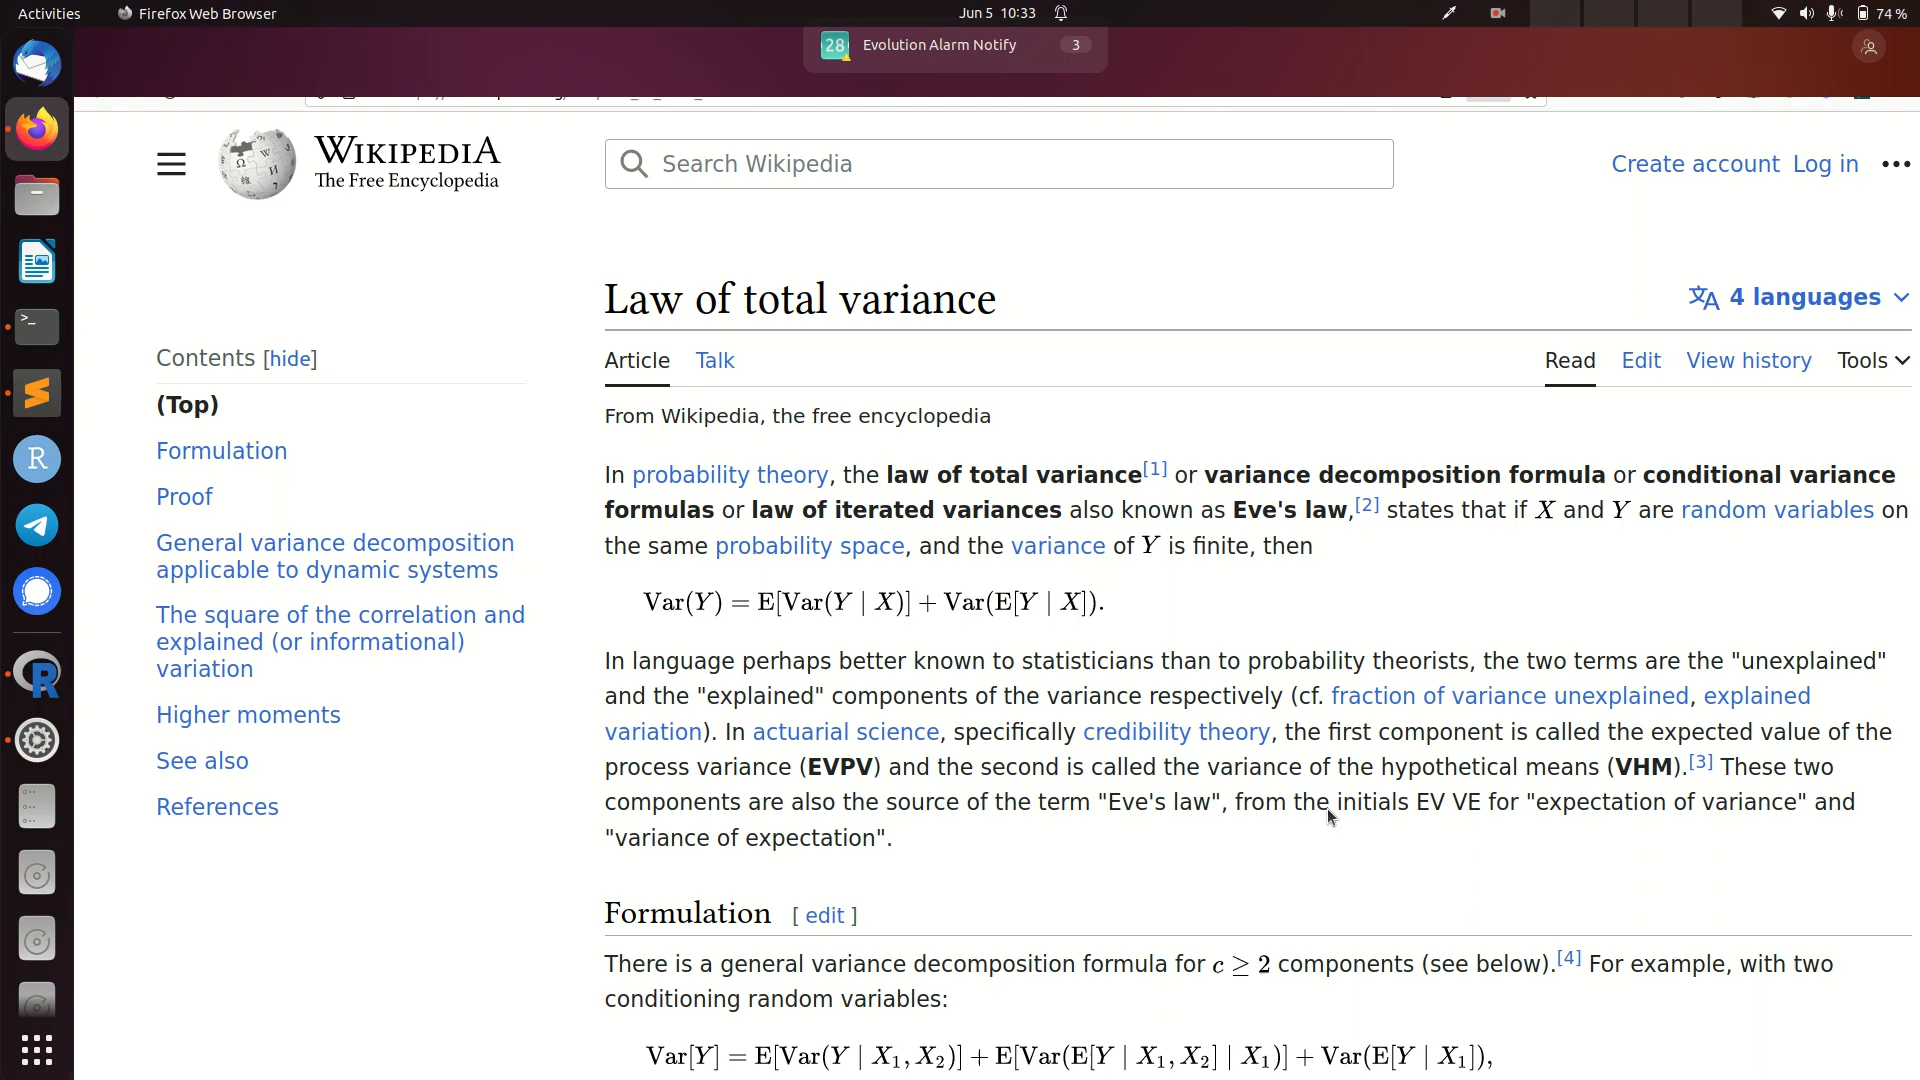 Activities Firefox Web Browser Jun 5 10:33 74 %
28 Evolution Alarm Notify 3
WIKIPEDIA
The Free Encyclopedia
Search Wikipedia
Create account Log in
Law of total variance
4 languages
Contents [hide]
(Top)
Formulation
Proof
General variance decomposition
applicable to dynamic systems
The square of the correlation and
explained (or informational)
variation
Higher moments
See also
References
Article Talk Read Edit View history Tools
From Wikipedia, the free encyclopedia
In probability theory, the law of total variance[1] or variance decomposition formula or conditional variance
formulas or law of iterated variances also known as Eve's law,[2] states that if X and Y are random variables on
the same probability space, and the variance of Y is finite, then
Var(Y) = E[Var(Y | X)] + Var(E[Y | X]).
In language perhaps better known to statisticians than to probability theorists, the two terms are the "unexplained"
and the "explained" components of the variance respectively (cf. fraction of variance unexplained, explained
variation). In actuarial science, specifically credibility theory, the first component is called the expected value of the
process variance (EVPV) and the second is called the variance of the hypothetical means (VHM).[3] These two
components are also the source of the term "Eve's law", from the initials EV VE for "expectation of variance" and
"variance of expectation".
Formulation [ edit ]
There is a general variance decomposition formula for c ≥ 2 components (see below).[4] For example, with two
conditioning random variables:
Var[Y] = E[Var(Y | X₁, X₂)] + E[Var(E[Y | X₁, X₂] | X₁)] + Var(E[Y | X₁]),